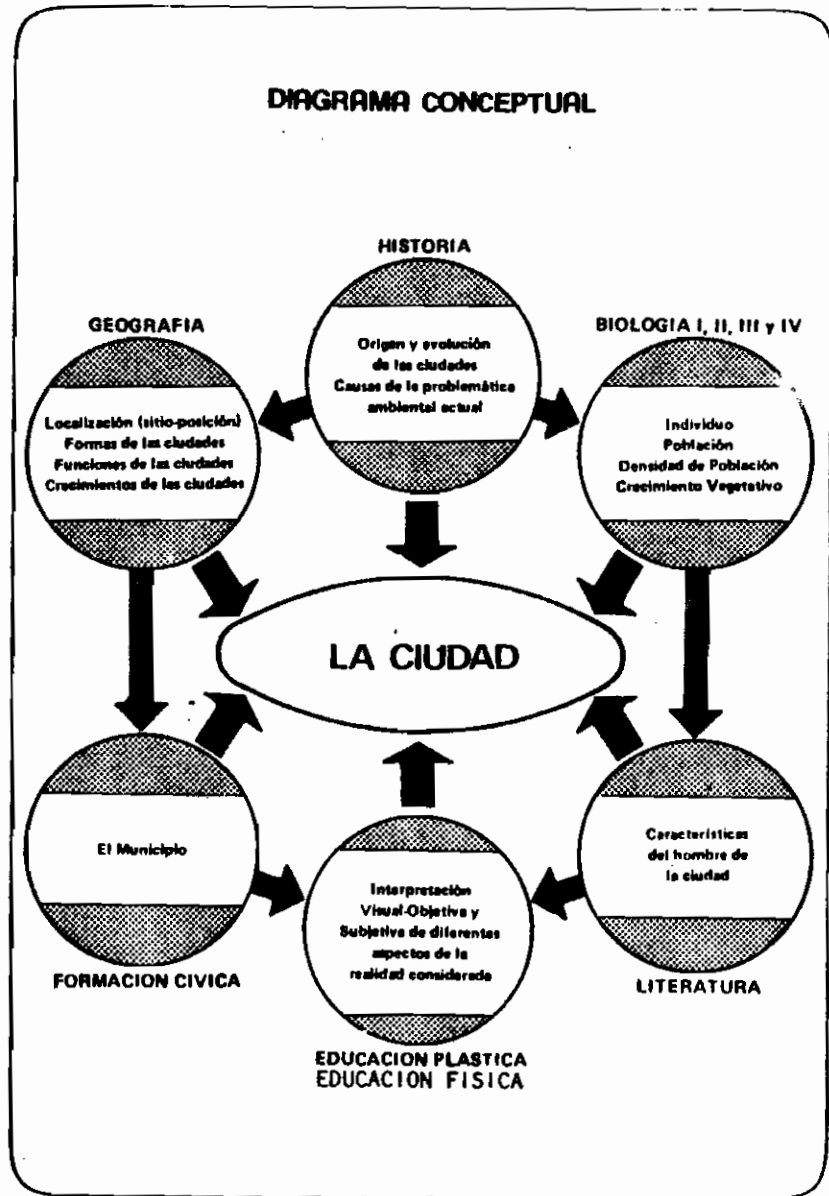 DIAGRAMA CONCEPTUAL
HISTORIA
Origen y evolución
de las ciudades
Causas de la problemática
ambiental actual
GEOGRAFIA
Localización (sitio-posición)
Formas de las ciudades
Funciones de las ciudades
Crecimientos de las ciudades
BIOLOGIA I, II, III y IV
Individuo
Población
Densidad de Población
Crecimiento Vegetativo
LA CIUDAD
El Municipio
FORMACION CIVICA
Interpretación
Visual-Objetiva y
Subjetiva de diferentes
aspectos de la
realidad considerada
EDUCACION PLASTICA
EDUCACION FISICA
Características
del hombre de
la ciudad
LITERATURA